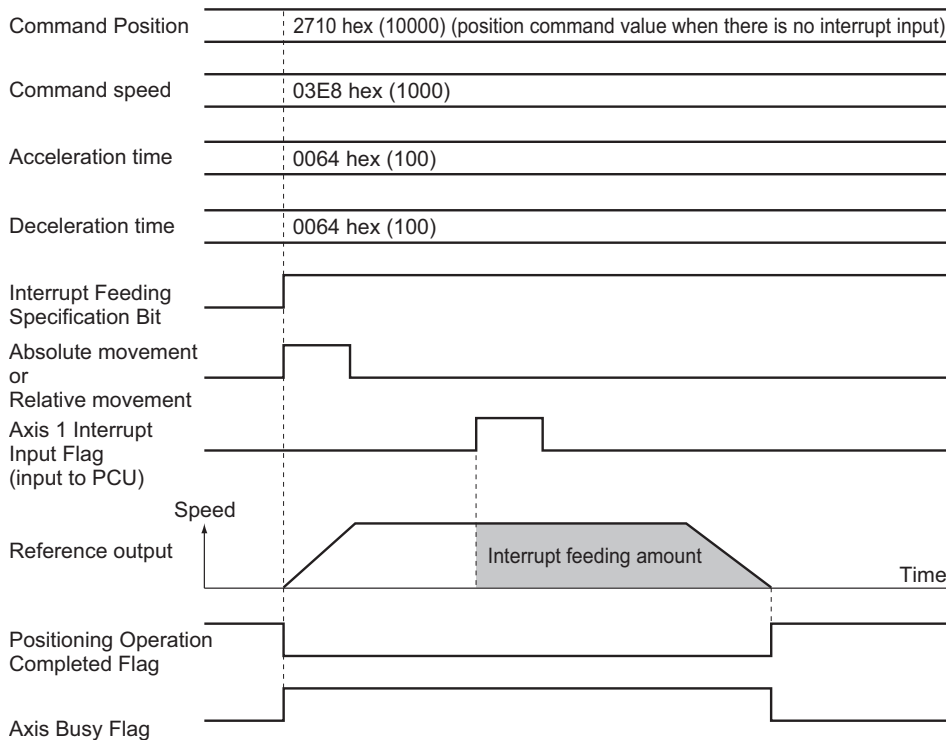 Command Position
2710 hex (10000) (position command value when there is no interrupt input)
Command speed
03E8 hex (1000)
Acceleration time
0064 hex (100)
Deceleration time
0064 hex (100)
Interrupt Feeding
Specification Bit
Absolute movement
or
Relative movement
Axis 1 Interrupt
Input Flag
(input to PCU)
Speed
Reference output
Interrupt feeding amount
Time
Positioning Operation
Completed Flag
Axis Busy Flag